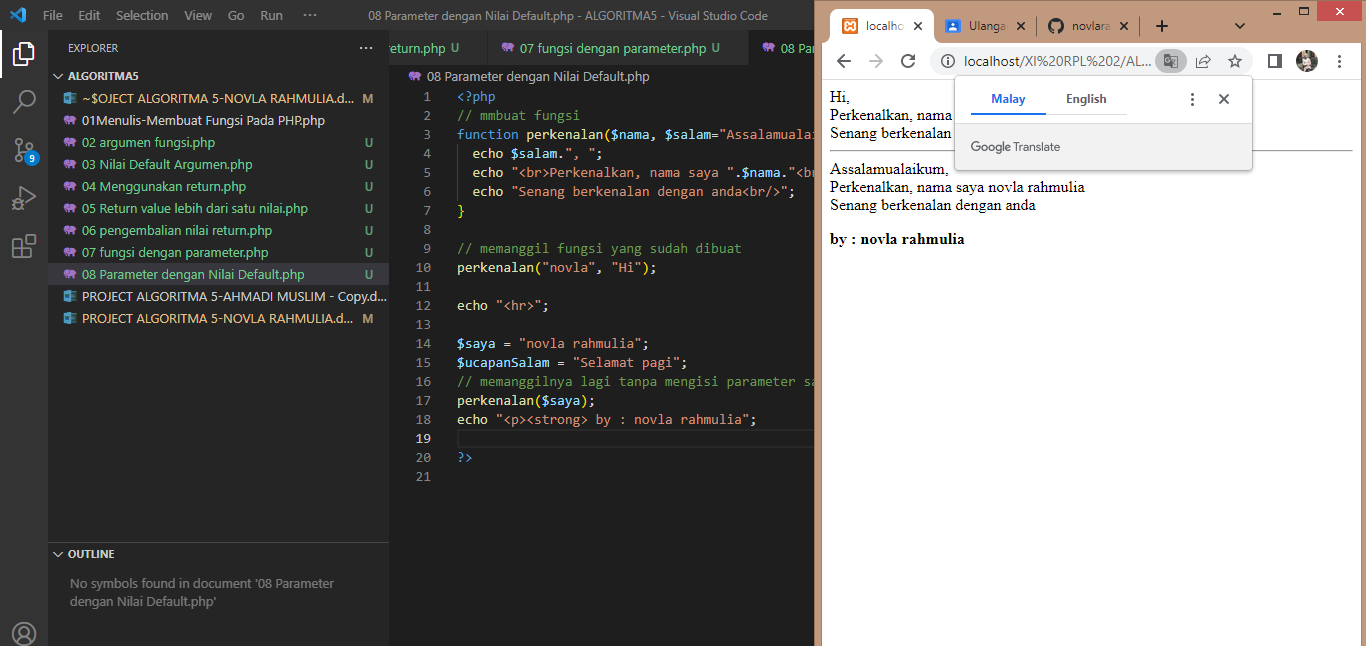 File Edit Selection View Go Run ··· 08 Parameter dengan Nilai Default.php - ALGORITMA5 - Visual Studio Code
EXPLORER ···
ALGORITMA5
~$OJECT ALGORITMA 5-NOVLA RAHMULIA.d... M
01Menulis-Membuat Fungsi Pada PHP.php
02 argumen fungsi.php U
03 Nilai Default Argumen.php U
04 Menggunakan return.php U
05 Return value lebih dari satu nilai.php U
06 pengembalian nilai return.php U
07 fungsi dengan parameter.php U
08 Parameter dengan Nilai Default.php U
PROJECT ALGORITMA 5-AHMADI MUSLIM - Copy.d...
PROJECT ALGORITMA 5-NOVLA RAHMULIA.d... M
9
OUTLINE
No symbols found in document '08 Parameter
dengan Nilai Default.php'
return.php U 07 fungsi dengan parameter.php U 08 Pa
08 Parameter dengan Nilai Default.php
1 <?php
2 // mmbuat fungsi
3 function perkenalan($nama, $salam="Assalamualai
4 echo $salam.", ";
5 echo "<br>Perkenalkan, nama saya ".$nama."<b
6 echo "Senang berkenalan dengan anda<br/>";
7 }
8
9 // memanggil fungsi yang sudah dibuat
10 perkenalan("novla", "Hi");
11
12 echo "<hr>";
13
14 $saya = "novla rahmulia";
15 $ucapanSalam = "Selamat pagi";
16 // memanggilnya lagi tanpa mengisi parameter sa
17 perkenalan($saya);
18 echo "<p><strong> by : novla rahmulia";
19
20 ?>
21
localho Ulanga novlara
localhost/XI%20RPL%202/AL...
Malay English
Google Translate
Hi,
Perkenalkan, nama
Senang berkenalan
Assalamualaikum,
Perkenalkan, nama saya novla rahmulia
Senang berkenalan dengan anda
by : novla rahmulia